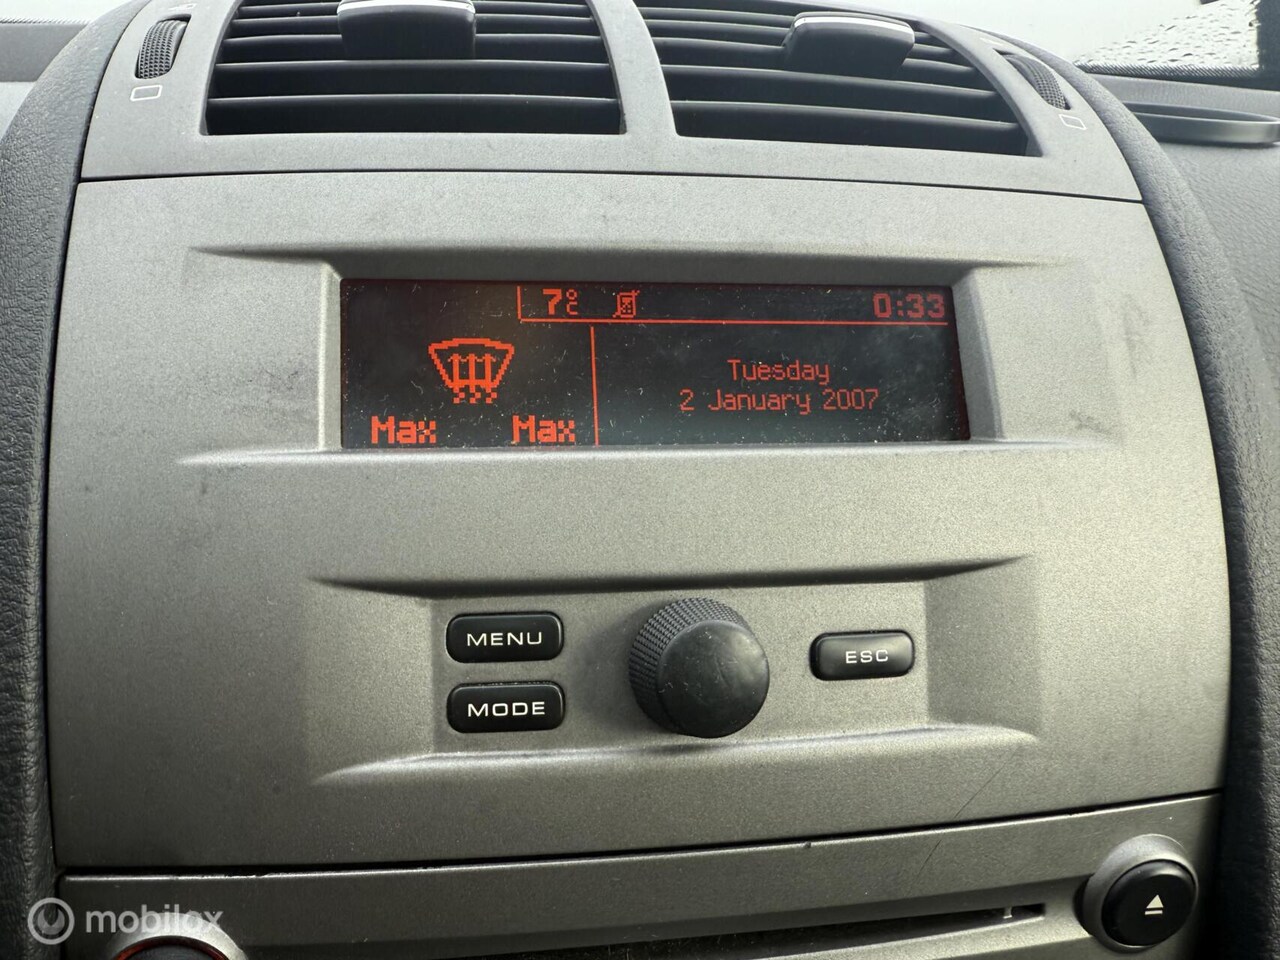 7°C 0:33
Tuesday
2 January 2007
Max Max
MENU
ESC
MODE
mobilox